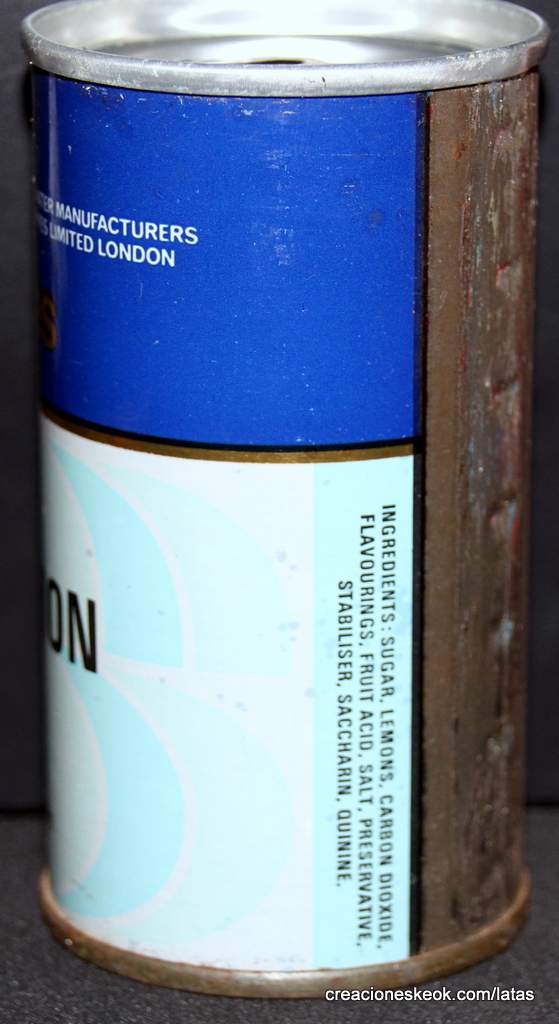 MANUFACTURERS
LIMITED LONDON
INGREDIENTS: SUGAR, LEMONS, CARBON DIOXIDE,
FLAVOURINGS, FRUIT ACID, SALT, PRESERVATIVE,
STABILISER, SACCHARIN, QUININE.
creacioneskeok.com/latas